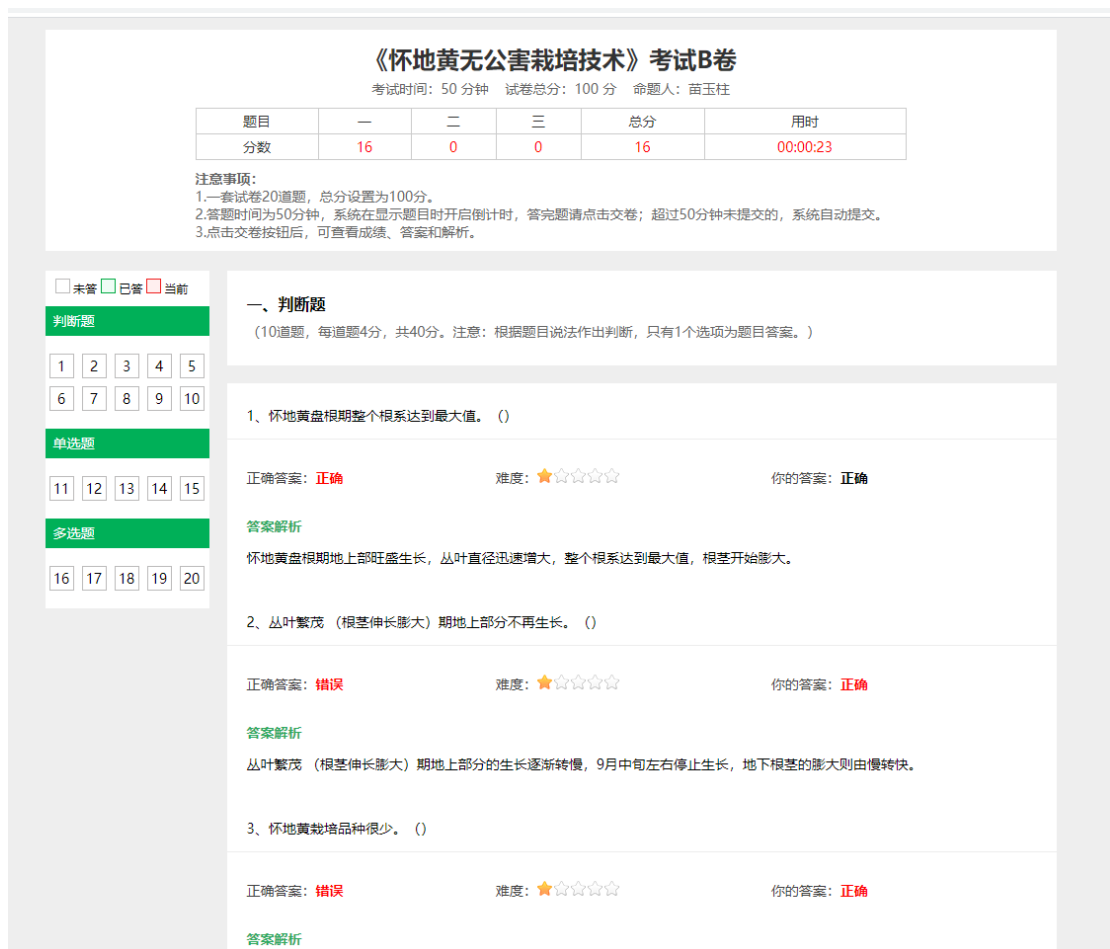 《怀地黄无公害栽培技术》考试B卷
考试时间：50 分钟 试卷总分：100 分 命题人：苗玉柱
题目 一 二 三 总分 用时
分数 16 0 0 16 00:00:23
注意事项：
1.一套试卷20道题，总分设置为100分。
2.答题时间为50分钟，系统在显示题目时开启倒计时，答完题请点击交卷；超过50分钟未提交的，系统自动提交。
3.点击交卷按钮后，可查看成绩、答案和解析。
未答 已答 当前
判断题
1 2 3 4 5
6 7 8 9 10
单选题
11 12 13 14 15
多选题
16 17 18 19 20
一、判断题
（10道题，每道题4分，共40分。注意：根据题目说法作出判断，只有1个选项为题目答案。）
1、怀地黄盘根期整个根系达到最大值。（）
正确答案：正确 难度： 你的答案：正确
答案解析
怀地黄盘根期地上部旺盛生长，丛叶直径迅速增大，整个根系达到最大值，根茎开始膨大。
2、丛叶繁茂 （根茎伸长膨大）期地上部分不再生长。（）
正确答案：错误 难度： 你的答案：正确
答案解析
丛叶繁茂 （根茎伸长膨大）期地上部分的生长逐渐转慢，9月中旬左右停止生长，地下根茎的膨大则由慢转快。
3、怀地黄栽培品种很少。（）
正确答案：错误 难度： 你的答案：正确
答案解析